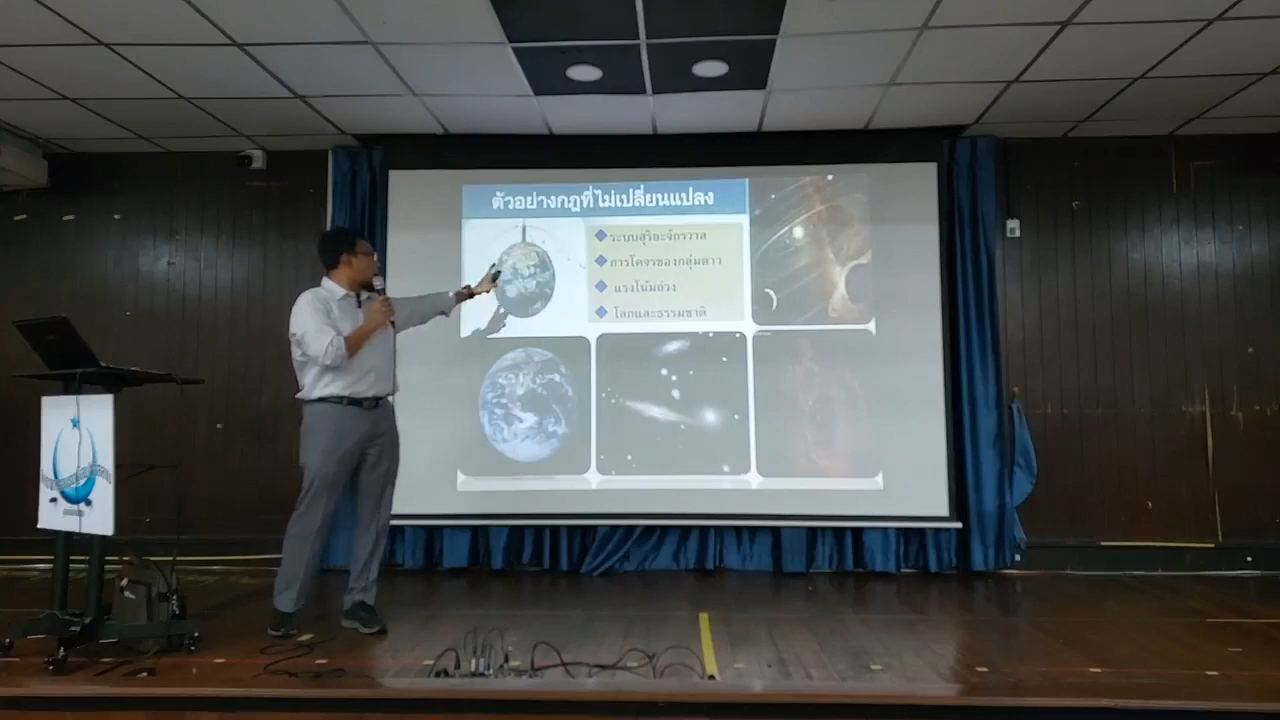 ตัวอย่างกฎที่ไม่เปลี่ยนแปลง
ระบบสุริยะจักรวาล
การโคจรของกลุ่มดาว
แรงโน้มถ่วง
โลกและธรรมชาติ